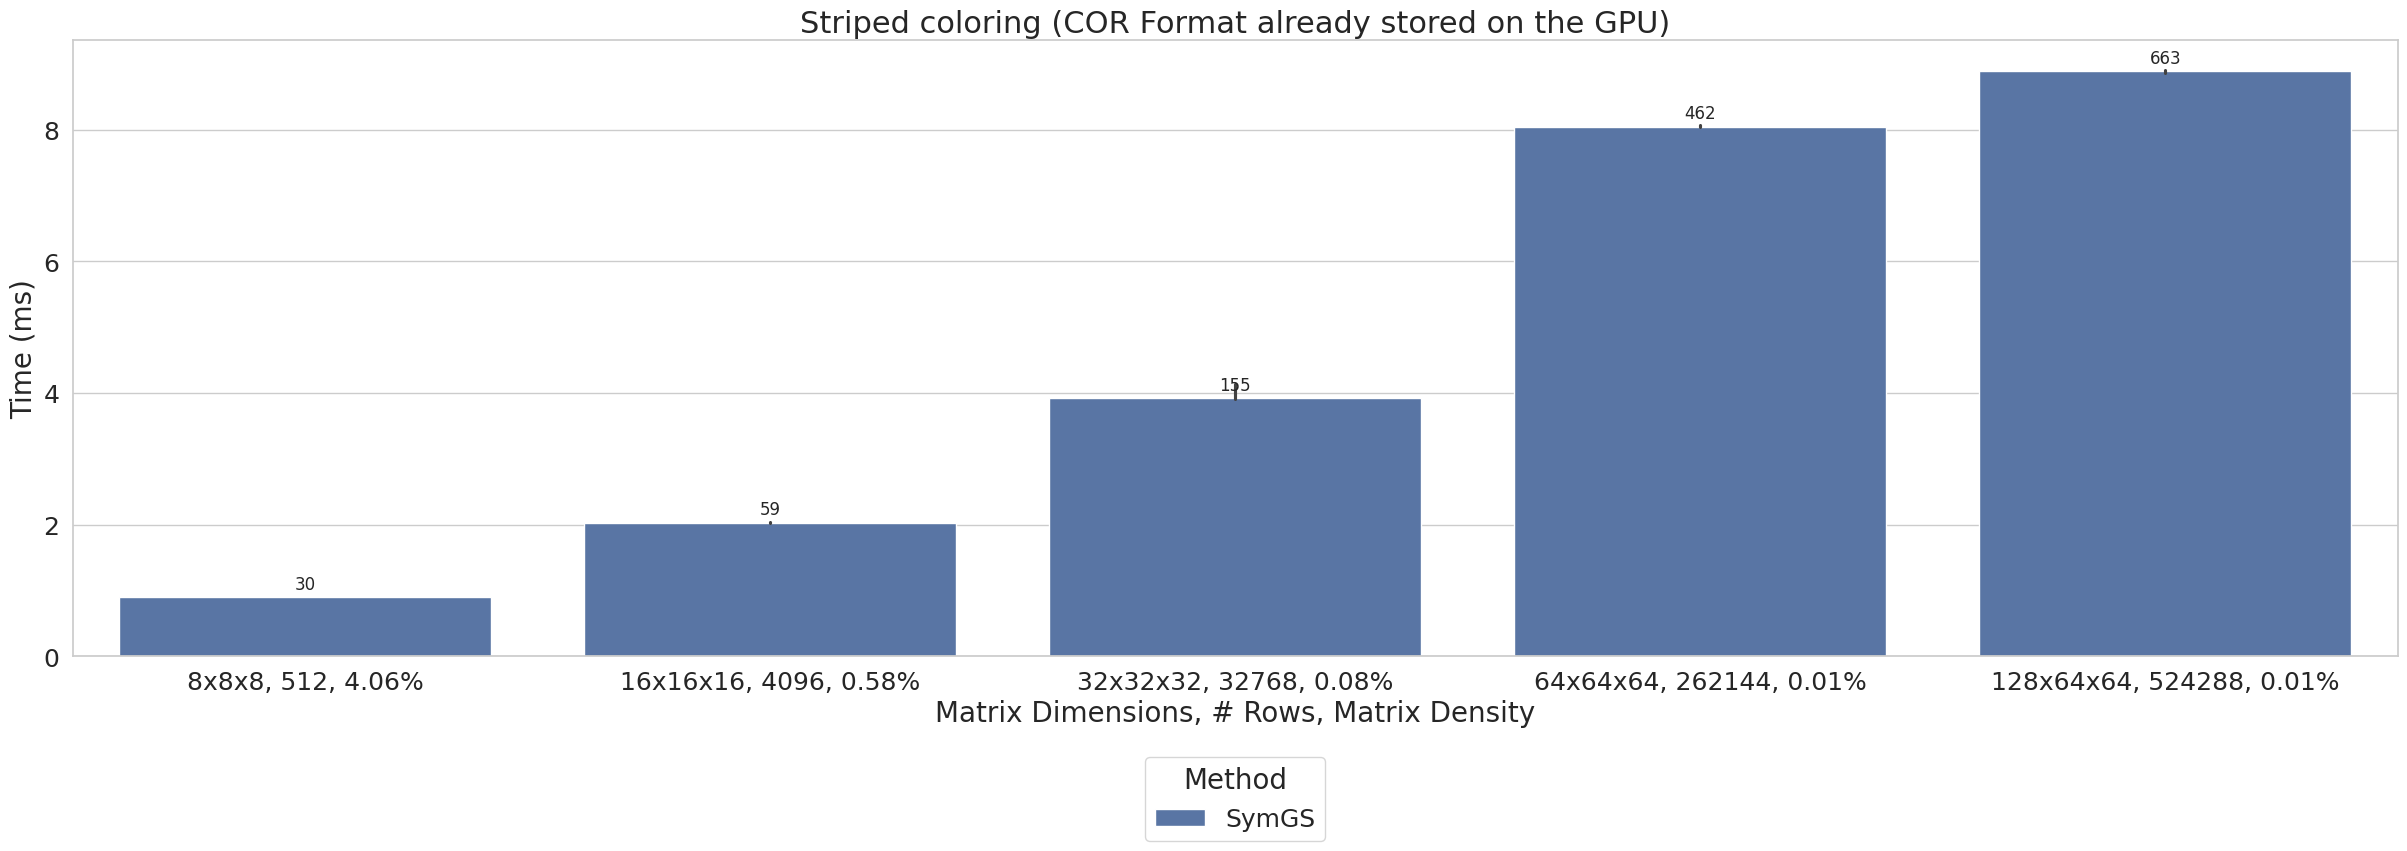 Striped coloring (COR Format already stored on the GPU)
Time (ms)
8
6
4
2
0
30
59
155
462
663
8x8x8, 512, 4.06%
16x16x16, 4096, 0.58%
32x32x32, 32768, 0.08%
64x64x64, 262144, 0.01%
128x64x64, 524288, 0.01%
Matrix Dimensions, # Rows, Matrix Density
Method
SymGS